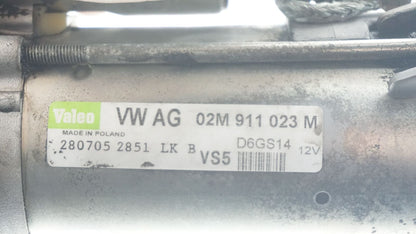 Valeo VW AG 02M 911 023 M
MADE IN POLAND
280705 2851 LK B VS5 D6GS14 12V